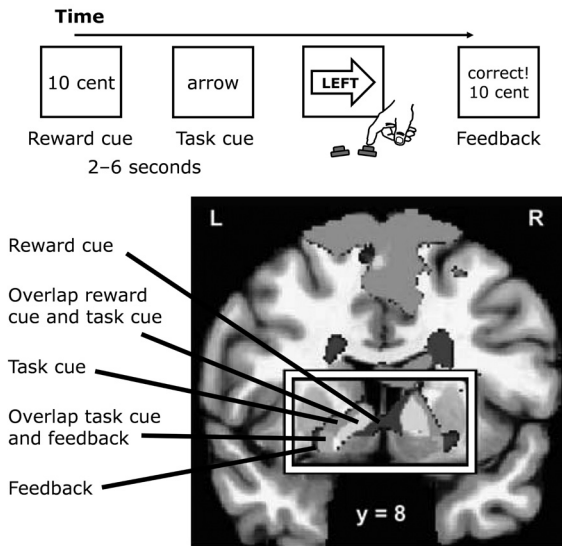 Time
10 cent
arrow
LEFT
correct!
10 cent
Reward cue
Task cue
Feedback
2–6 seconds
L
R
Reward cue
Overlap reward
cue and task cue
Task cue
Overlap task cue
and feedback
Feedback
y = 8